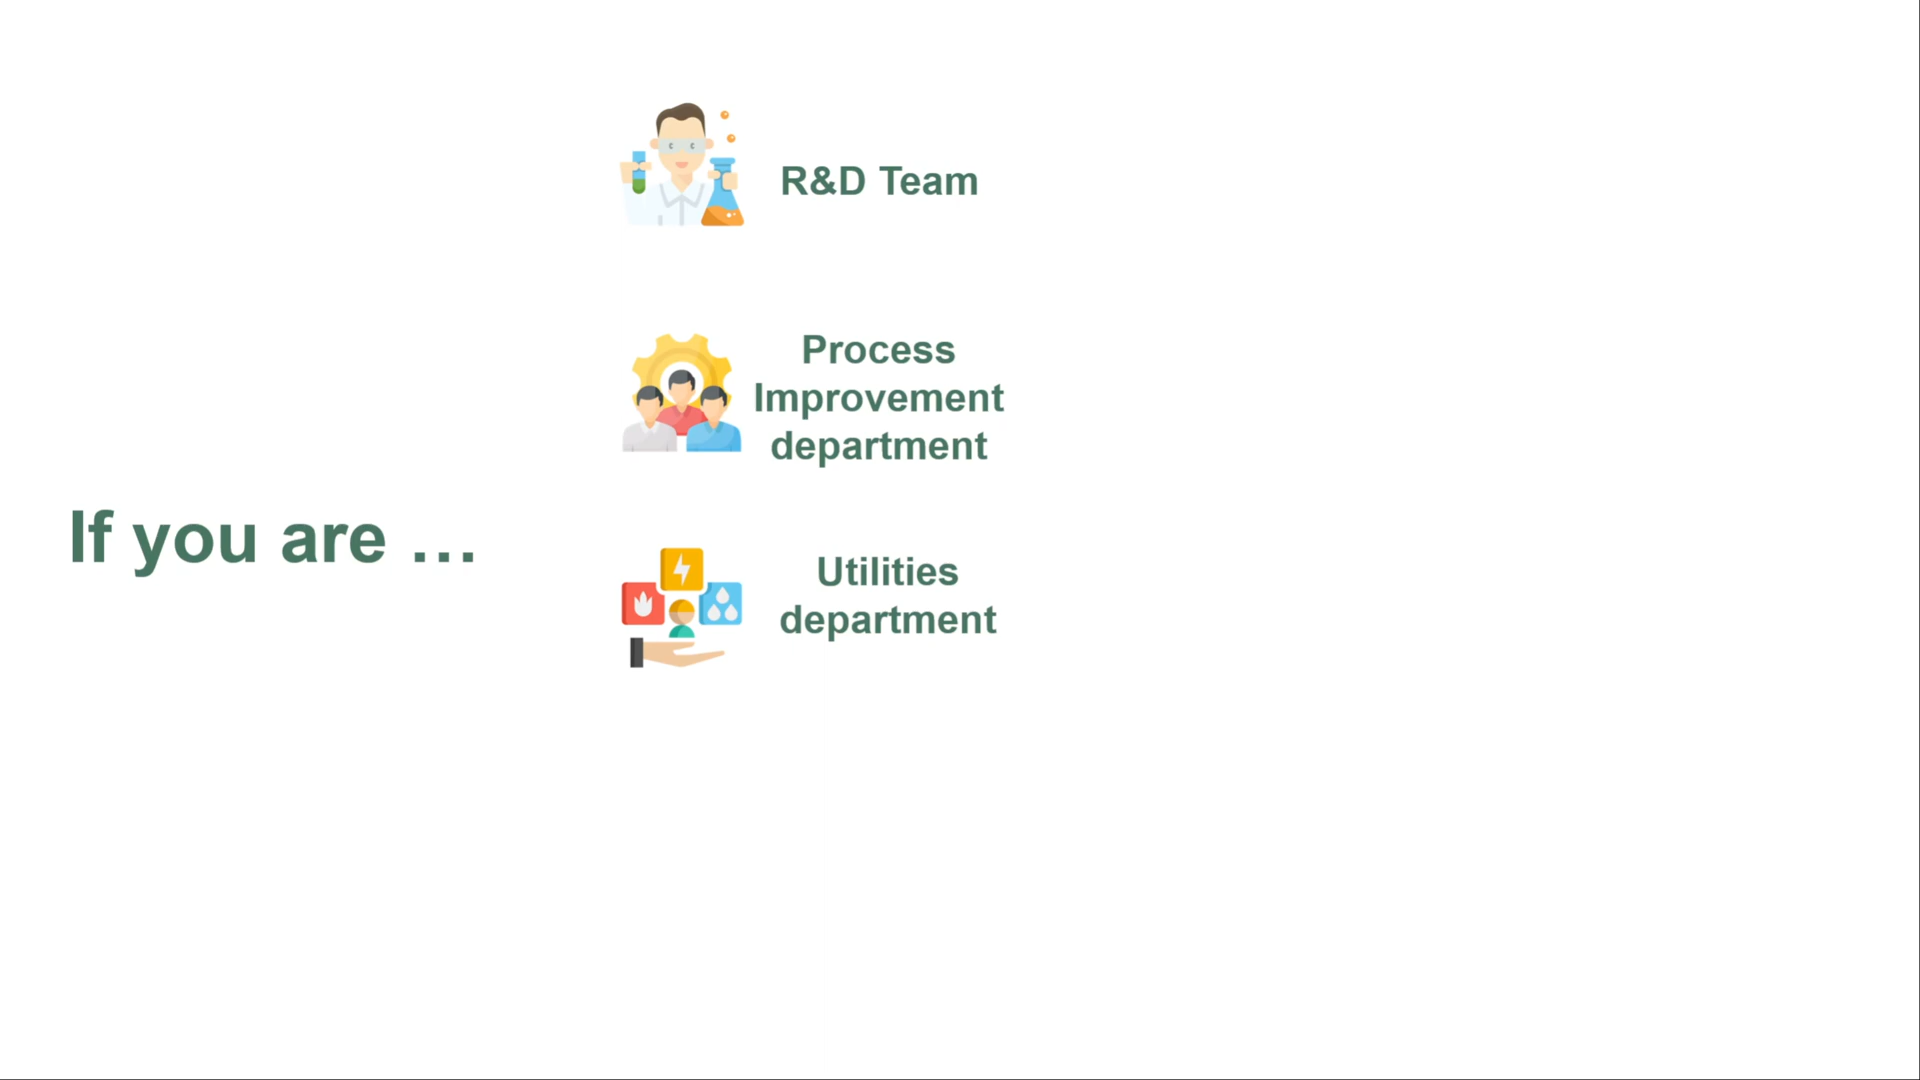 R&D Team
Process
Improvement
department
If you are ...
Utilities
department